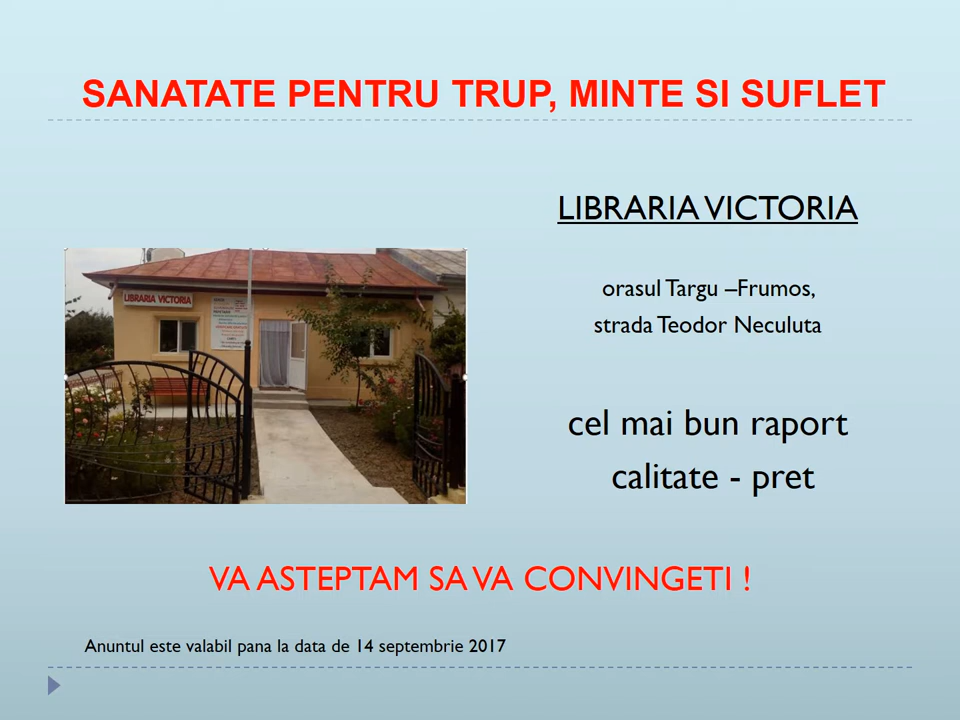 SANATATE PENTRU TRUP, MINTE SI SUFLET
LIBRARIA VICTORIA
orasul Targu –Frumos,
strada Teodor Neculuta
LIBRARIA VICTORIA
cel mai bun raport
calitate - pret
VA ASTEPTAM SA VA CONVINGETI !
Anuntul este valabil pana la data de 14 septembrie 2017